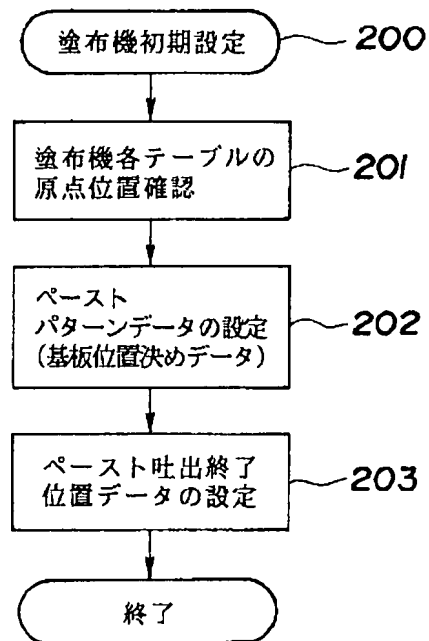 塗布機初期設定
200
塗布機各テーブルの
原点位置確認
201
ペースト
パターンデータの設定
(基板位置決めデータ)
202
ペースト吐出終了
位置データの設定
203
終了